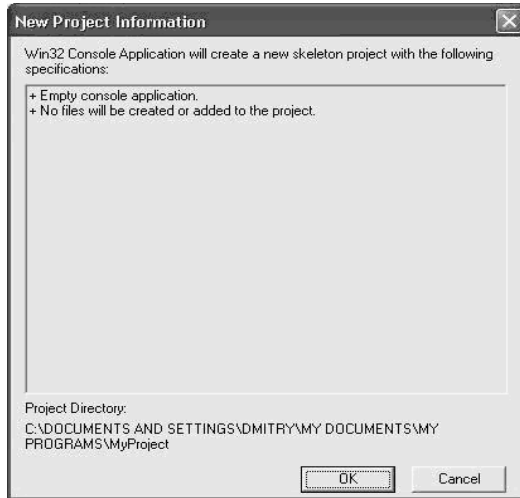 New Project Information
Win32 Console Application will create a new skeleton project with the following
specifications:
+ Empty console application.
+ No files will be created or added to the project.
Project Directory:
C:\DOCUMENTS AND SETTINGS\DMITRY\MY DOCUMENTS\MY
PROGRAMS\MyProject
OK
Cancel